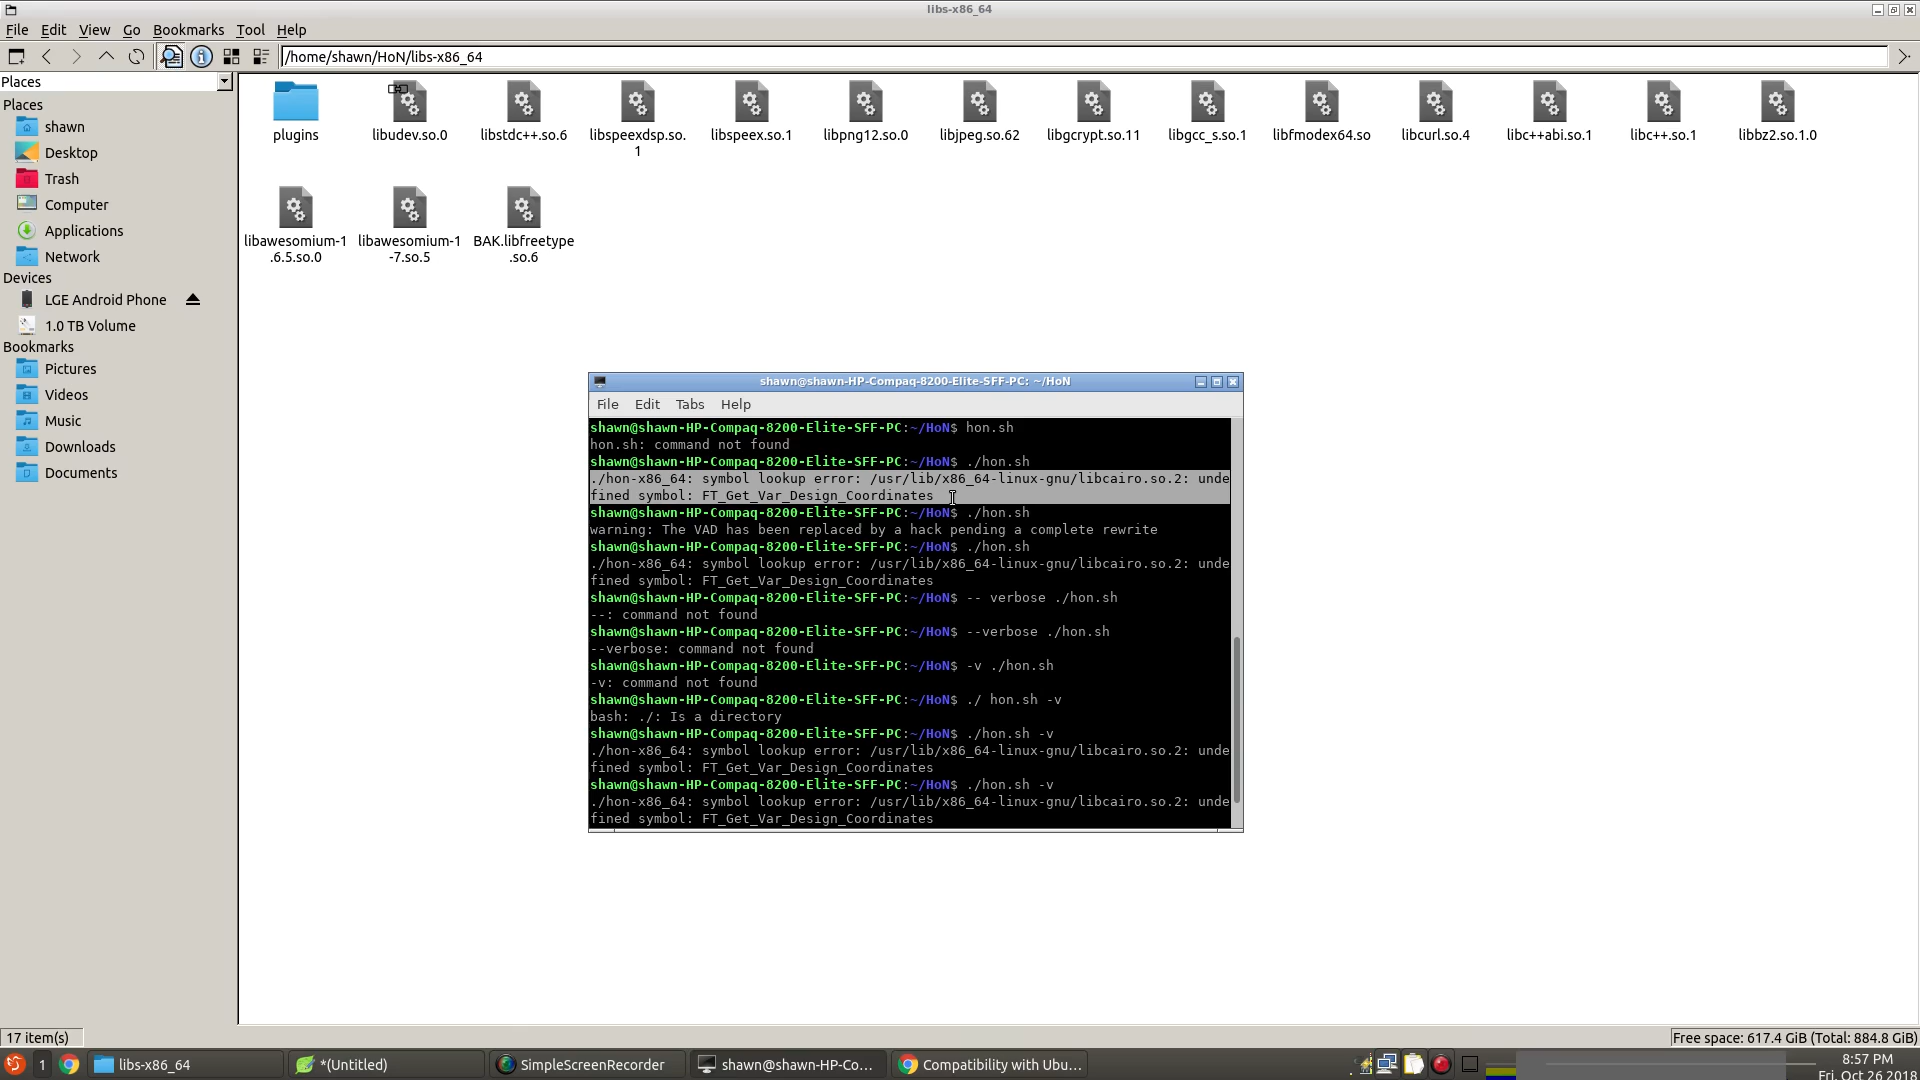 libs-x86_64
File Edit View Go Bookmarks Tool Help
/home/shawn/HoN/libs-x86_64
Places
Places
shawn
Desktop
Trash
Computer
Applications
Network
Devices
LGE Android Phone
1.0 TB Volume
Bookmarks
Pictures
Videos
Music
Downloads
Documents
plugins
libudev.so.0
libstdc++.so.6
libspeexdsp.so.
1
libspeex.so.1
libpng12.so.0
libjpeg.so.62
libgcrypt.so.11
libgcc_s.so.1
libfmodex64.so
libcurl.so.4
libc++abi.so.1
libc++.so.1
libbz2.so.1.0
libawesomium-1
.6.5.so.0
libawesomium-1
-7.so.5
BAK.libfreetype
.so.6
shawn@shawn-HP-Compaq-8200-Elite-SFF-PC: ~/HoN
File Edit Tabs Help
shawn@shawn-HP-Compaq-8200-Elite-SFF-PC:~/HoN$ hon.sh
hon.sh: command not found
shawn@shawn-HP-Compaq-8200-Elite-SFF-PC:~/HoN$ ./hon.sh
./hon-x86_64: symbol lookup error: /usr/lib/x86_64-linux-gnu/libcairo.so.2: unde
fined symbol: FT_Get_Var_Design_Coordinates
shawn@shawn-HP-Compaq-8200-Elite-SFF-PC:~/HoN$ ./hon.sh
warning: The VAD has been replaced by a hack pending a complete rewrite
shawn@shawn-HP-Compaq-8200-Elite-SFF-PC:~/HoN$ ./hon.sh
./hon-x86_64: symbol lookup error: /usr/lib/x86_64-linux-gnu/libcairo.so.2: unde
fined symbol: FT_Get_Var_Design_Coordinates
shawn@shawn-HP-Compaq-8200-Elite-SFF-PC:~/HoN$ -- verbose ./hon.sh
--: command not found
shawn@shawn-HP-Compaq-8200-Elite-SFF-PC:~/HoN$ --verbose ./hon.sh
--verbose: command not found
shawn@shawn-HP-Compaq-8200-Elite-SFF-PC:~/HoN$ -v ./hon.sh
-v: command not found
shawn@shawn-HP-Compaq-8200-Elite-SFF-PC:~/HoN$ ./ hon.sh -v
bash: ./: Is a directory
shawn@shawn-HP-Compaq-8200-Elite-SFF-PC:~/HoN$ ./hon.sh -v
./hon-x86_64: symbol lookup error: /usr/lib/x86_64-linux-gnu/libcairo.so.2: unde
fined symbol: FT_Get_Var_Design_Coordinates
shawn@shawn-HP-Compaq-8200-Elite-SFF-PC:~/HoN$ ./hon.sh -v
./hon-x86_64: symbol lookup error: /usr/lib/x86_64-linux-gnu/libcairo.so.2: unde
fined symbol: FT_Get_Var_Design_Coordinates
17 item(s)
Free space: 617.4 GiB (Total: 884.8 GiB)
1
libs-x86_64
*(Untitled)
SimpleScreenRecorder
shawn@shawn-HP-Co...
Compatibility with Ubu...
8:57 PM
Fri, Oct 26 2018